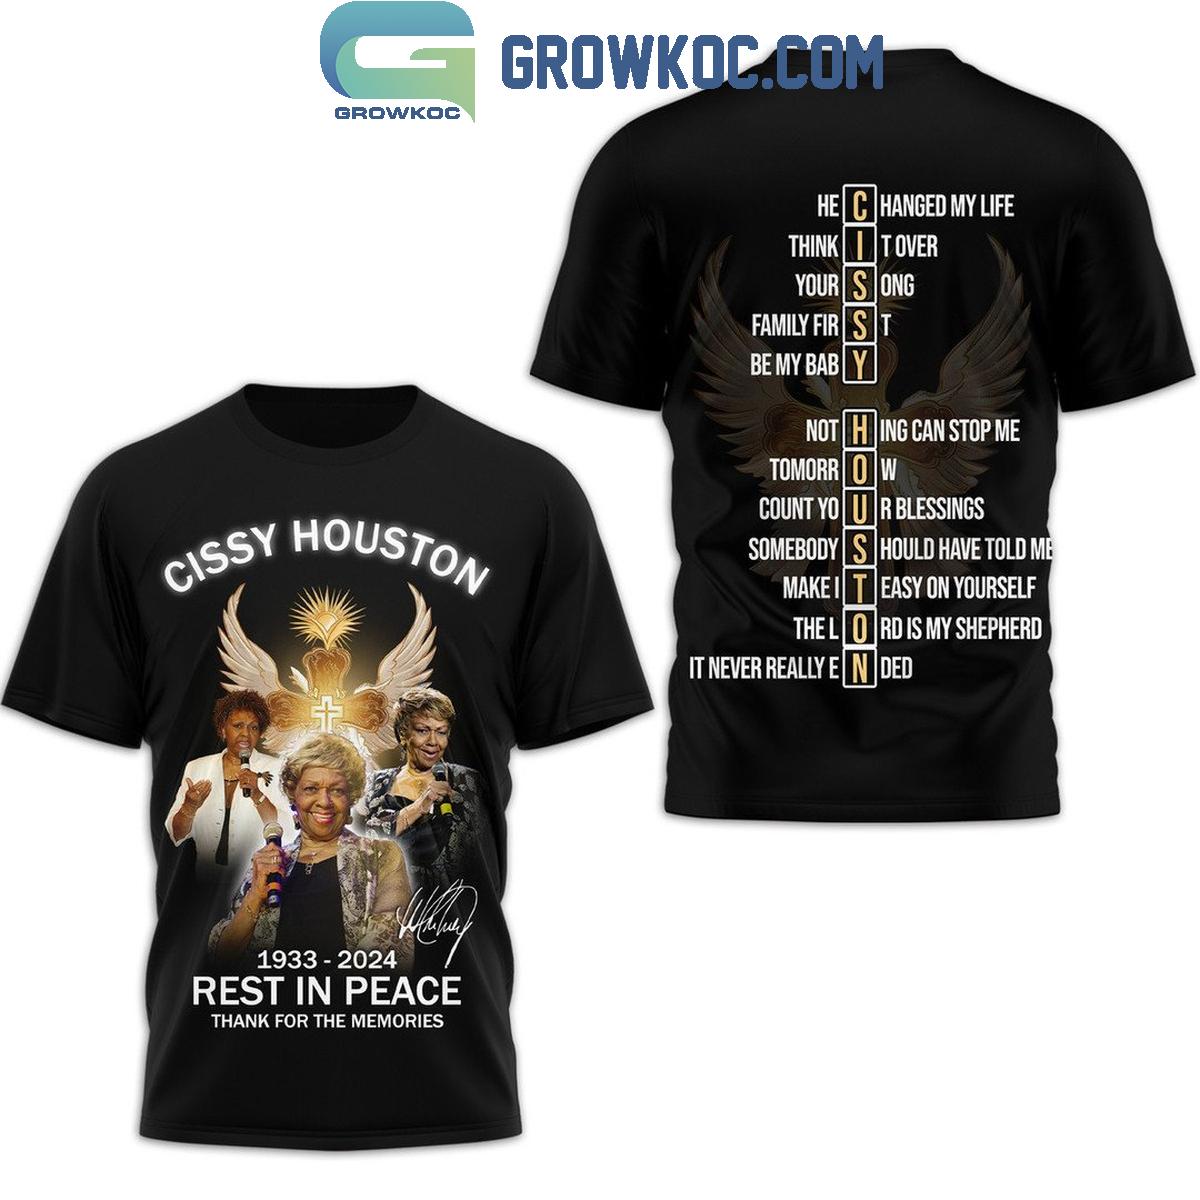 GROWKOC
GROWKOC.COM
HE CHANGED MY LIFE
THINK IT OVER
YOUR SONG
FAMILY FIRST
BE MY BABY
NOTHING CAN STOP ME
TOMORROW
COUNT YOUR BLESSINGS
SOMEBODY SHOULD HAVE TOLD ME
MAKE IT EASY ON YOURSELF
THE LORD IS MY SHEPHERD
IT NEVER REALLY ENDED
CISSY HOUSTON
Whitney
1933 - 2024
REST IN PEACE
THANK FOR THE MEMORIES